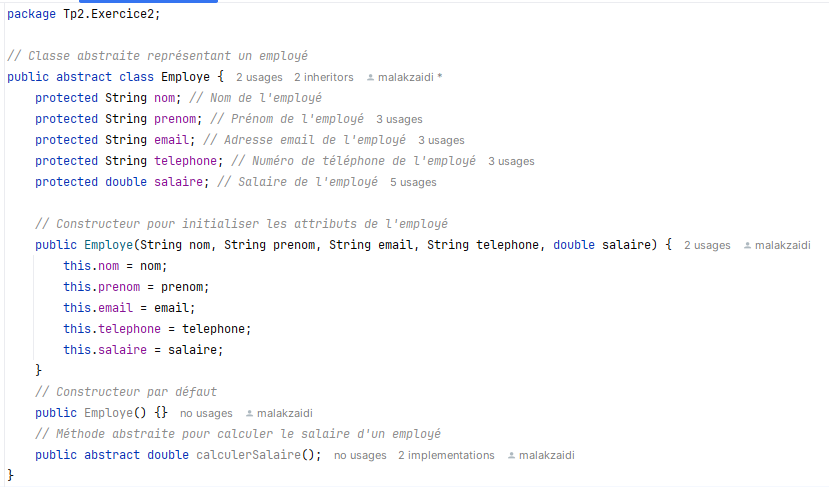 package Tp2.Exercice2;
// Classe abstraite représentant un employé
public abstract class Employe { 2 usages 2 inheritors malakzaidi *
protected String nom; // Nom de l'employé
protected String prenom; // Prénom de l'employé 3 usages
protected String email; // Adresse email de l'employé 3 usages
protected String telephone; // Numéro de téléphone de l'employé 3 usages
protected double salaire; // Salaire de l'employé 5 usages
// Constructeur pour initialiser les attributs de l'employé
public Employe(String nom, String prenom, String email, String telephone, double salaire) { 2 usages malakzaidi
this.nom = nom;
this.prenom = prenom;
this.email = email;
this.telephone = telephone;
this.salaire = salaire;
}
// Constructeur par défaut
public Employe() {} no usages malakzaidi
// Méthode abstraite pour calculer le salaire d'un employé
public abstract double calculerSalaire(); no usages 2 implementations malakzaidi
}